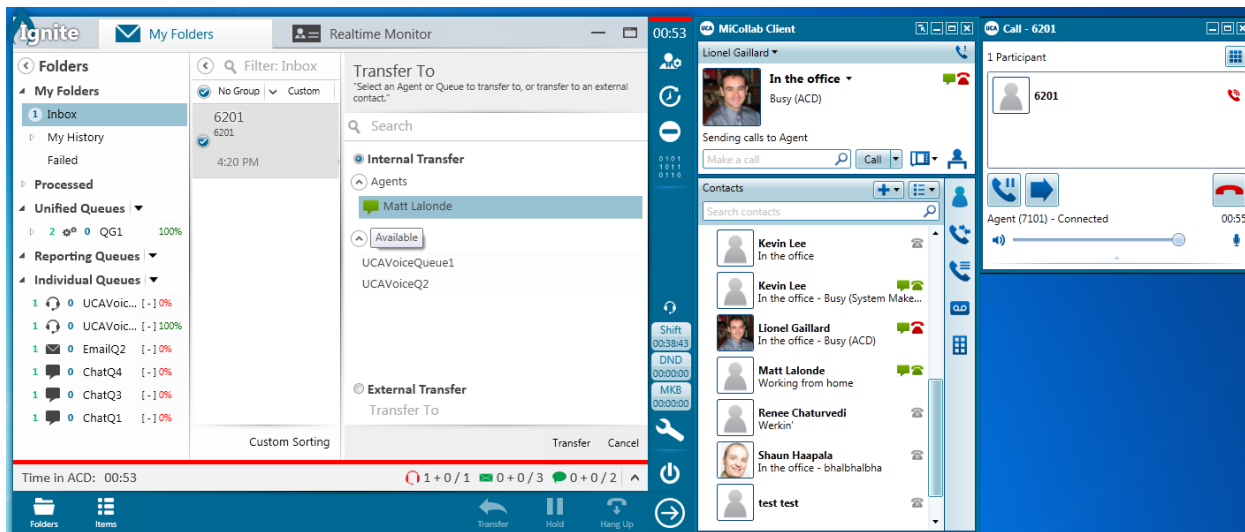 Ignite
My Folders
Realtime Monitor
Folders
My Folders
1 Inbox
My History
Failed
Processed
Unified Queues
2 0 QG1 100%
Reporting Queues
Individual Queues
1 0 UCAVoic... [ - ] 0%
1 0 UCAVoic... [ - ] 100%
1 0 EmailQ2 [ - ] 0%
1 0 ChatQ4 [ - ] 0%
1 0 ChatQ3 [ - ] 0%
1 0 ChatQ1 [ - ] 0%
Filter: Inbox
No Group Custom
6201
6201
4:20 PM
Custom Sorting
Transfer To
"Select an Agent or Queue to transfer to, or transfer to an external
contact."
Search
Internal Transfer
Agents
Matt Lalonde
Available
UCAVoiceQueue1
UCAVoiceQ2
External Transfer
Transfer To
Transfer Cancel
Time in ACD: 00:53
1 + 0 / 1 0 + 0 / 3 0 + 0 / 2
Folders
Items
Transfer
Hold
Hang Up
00:53
0101
1011
0110
Shift
00:38:43
DND
00:00:00
MKB
00:00:00
UCA MiCollab Client
Lionel Gaillard
In the office
Busy (ACD)
Sending calls to Agent
Make a call
Call
Contacts
Search contacts
Kevin Lee
In the office
Kevin Lee
In the office - Busy (System Make...
Lionel Gaillard
In the office - Busy (ACD)
Matt Lalonde
Working from home
Renee Chaturvedi
Werkin'
Shaun Haapala
In the office - bhalbhalbha
test test
UCA Call - 6201
1 Participant
6201
Agent (7101) - Connected
00:55